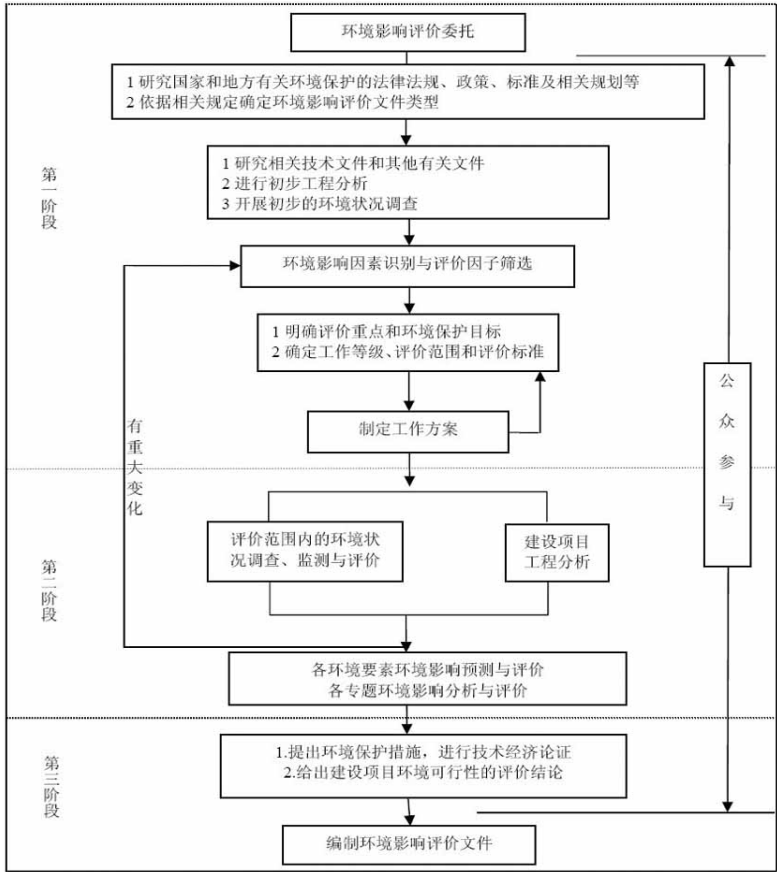 环境影响评价委托
1 研究国家和地方有关环境保护的法律法规、政策、标准及相关规划等
2 依据相关规定确定环境影响评价文件类型
第一阶段
1 研究相关技术文件和其他有关文件
2 进行初步工程分析
3 开展初步的环境状况调查
环境影响因素识别与评价因子筛选
1 明确评价重点和环境保护目标
2 确定工作等级、评价范围和评价标准
公众参与
有重大变化
制定工作方案
第二阶段
评价范围内的环境状
况调查、监测与评价
建设项目
工程分析
各环境要素环境影响预测与评价
各专题环境影响分析与评价
第三阶段
1.提出环境保护措施，进行技术经济论证
2.给出建设项目环境可行性的评价结论
编制环境影响评价文件